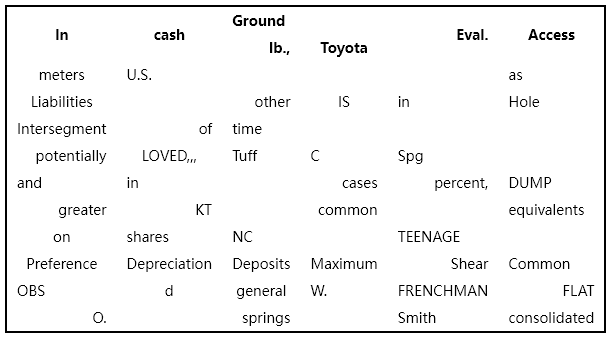 In cash Ground lb., Toyota Eval. Access
meters U.S. as
Liabilities other IS in Hole
Intersegment of time
potentially LOVED,,, Tuff C Spg
and in cases percent, DUMP
greater KT common equivalents
on shares NC TEENAGE
Preference Depreciation Deposits Maximum Shear Common
OBS d general W. FRENCHMAN FLAT
O. springs Smith consolidated